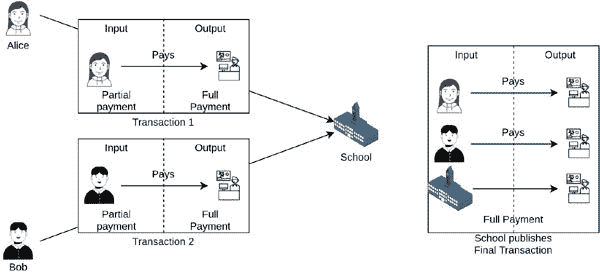 Alice
Input
Output
Pays
Partial
payment
Full
Payment
Transaction 1
Input
Output
Pays
Partial
payment
Full
Payment
Transaction 2
Bob
School
Input
Output
Pays
Pays
Full Payment
School publishes
Final Transaction